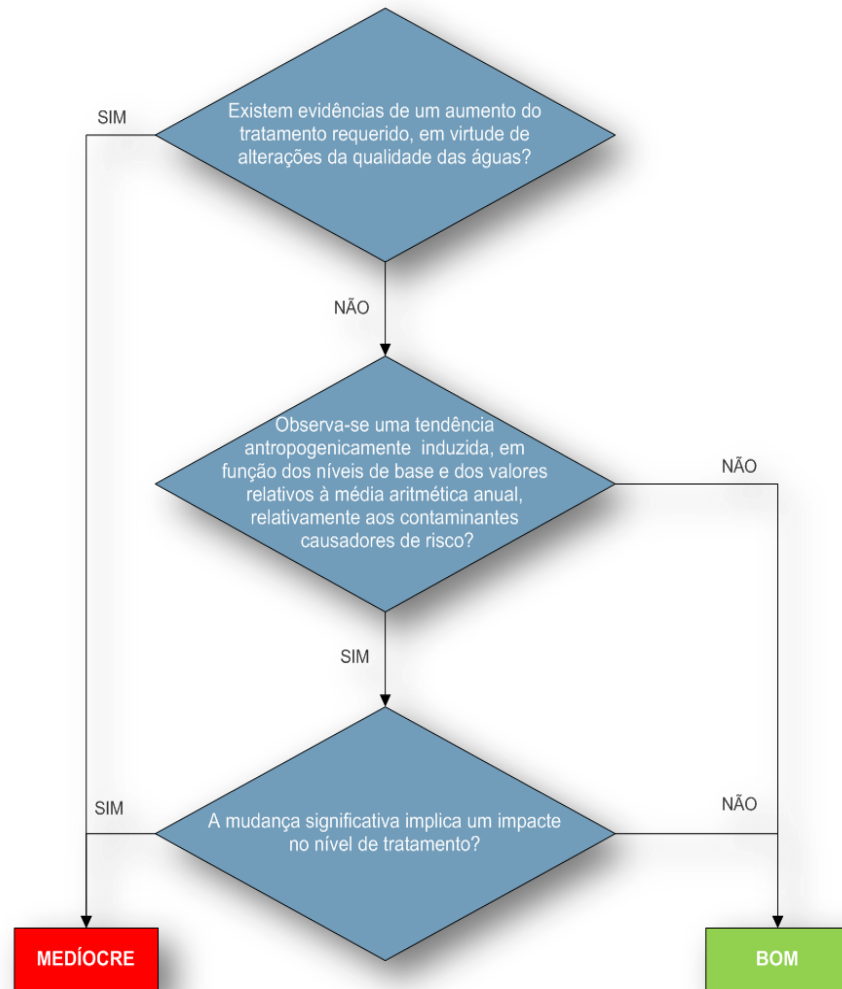 Existem evidências de um aumento do
tratamento requerido, em virtude de
alterações da qualidade das águas?
SIM
NÃO
Observa-se uma tendência
antropogenicamente induzida, em
função dos níveis de base e dos valores
relativos à média aritmética anual,
relativamente aos contaminantes
causadores de risco?
NÃO
SIM
A mudança significativa implica um impacte
no nível de tratamento?
SIM
NÃO
MEDÍOCRE
BOM